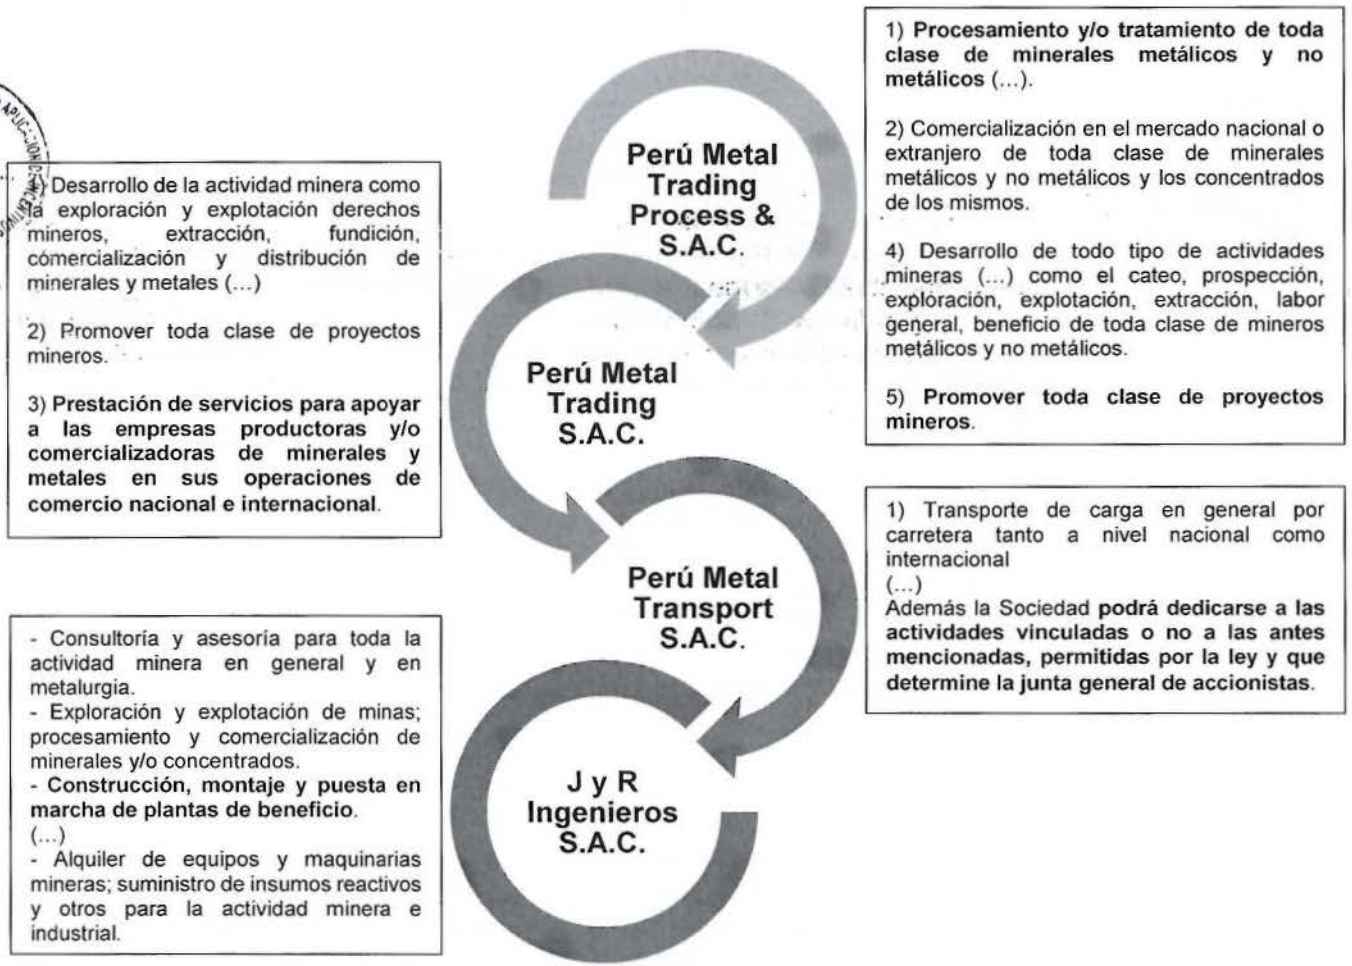 1) Procesamiento y/o tratamiento de toda
clase de minerales metálicos y no
metálicos (...).
2) Comercialización en el mercado nacional o
extranjero de toda clase de minerales
metálicos y no metálicos y los concentrados
de los mismos.
4) Desarrollo de todo tipo de actividades
mineras (...) como el cateo, prospección,
exploración, explotación, extracción, labor
general, beneficio de toda clase de mineros
metálicos y no metálicos.
5) Promover toda clase de proyectos
mineros.
Perú Metal
Trading
Process &
S.A.C.
Desarrollo de la actividad minera como
la exploración y explotación derechos
mineros, extracción, fundición,
comercialización y distribución de
minerales y metales (...)
2) Promover toda clase de proyectos
mineros.
3) Prestación de servicios para apoyar
a las empresas productoras y/o
comercializadoras de minerales y
metales en sus operaciones de
comercio nacional e internacional.
Perú Metal
Trading
S.A.C.
1) Transporte de carga en general por
carretera tanto a nivel nacional como
internacional
(...)
Además la Sociedad podrá dedicarse a las
actividades vinculadas o no a las antes
mencionadas, permitidas por la ley y que
determine la junta general de accionistas.
Perú Metal
Transport
S.A.C.
- Consultoría y asesoría para toda la
actividad minera en general y en
metalurgia.
- Exploración y explotación de minas;
procesamiento y comercialización de
minerales y/o concentrados.
- Construcción, montaje y puesta en
marcha de plantas de beneficio.
(...)
- Alquiler de equipos y maquinarias
mineras; suministro de insumos reactivos
y otros para la actividad minera e
industrial.
J y R
Ingenieros
S.A.C.